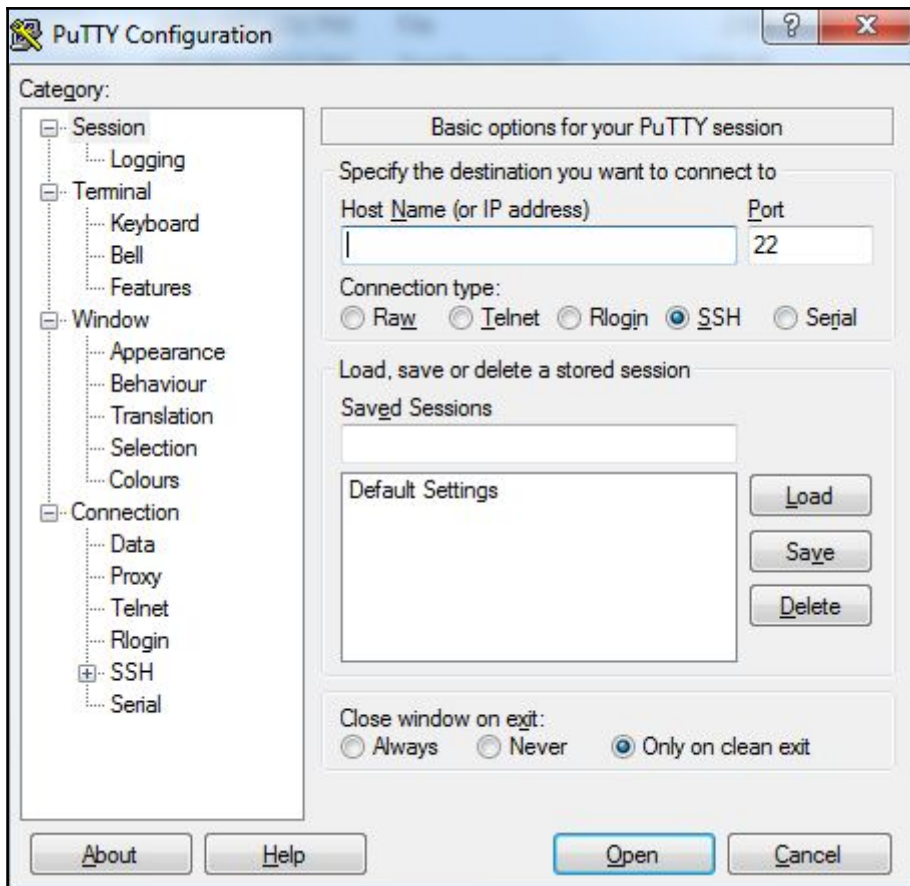 PuTTY Configuration
?
X
Category:
Session
Logging
Terminal
Keyboard
Bell
Features
Window
Appearance
Behaviour
Translation
Selection
Colours
Connection
Data
Proxy
Telnet
Rlogin
SSH
Serial
Basic options for your PuTTY session
Specify the destination you want to connect to
Host Name (or IP address) Port
22
Connection type:
Raw Telnet Rlogin SSH Serial
Load, save or delete a stored session
Saved Sessions
Default Settings
Load
Save
Delete
Close window on exit:
Always Never Only on clean exit
About Help Open Cancel